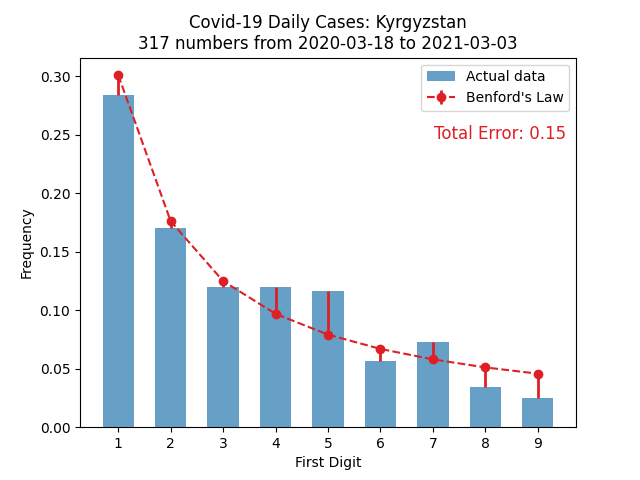 Covid-19 Daily Cases: Kyrgyzstan
317 numbers from 2020-03-18 to 2021-03-03
Actual data
Benford's Law
Total Error: 0.15
Frequency
0.30
0.25
0.20
0.15
0.10
0.05
0.00
1 2 3 4 5 6 7 8 9
First Digit